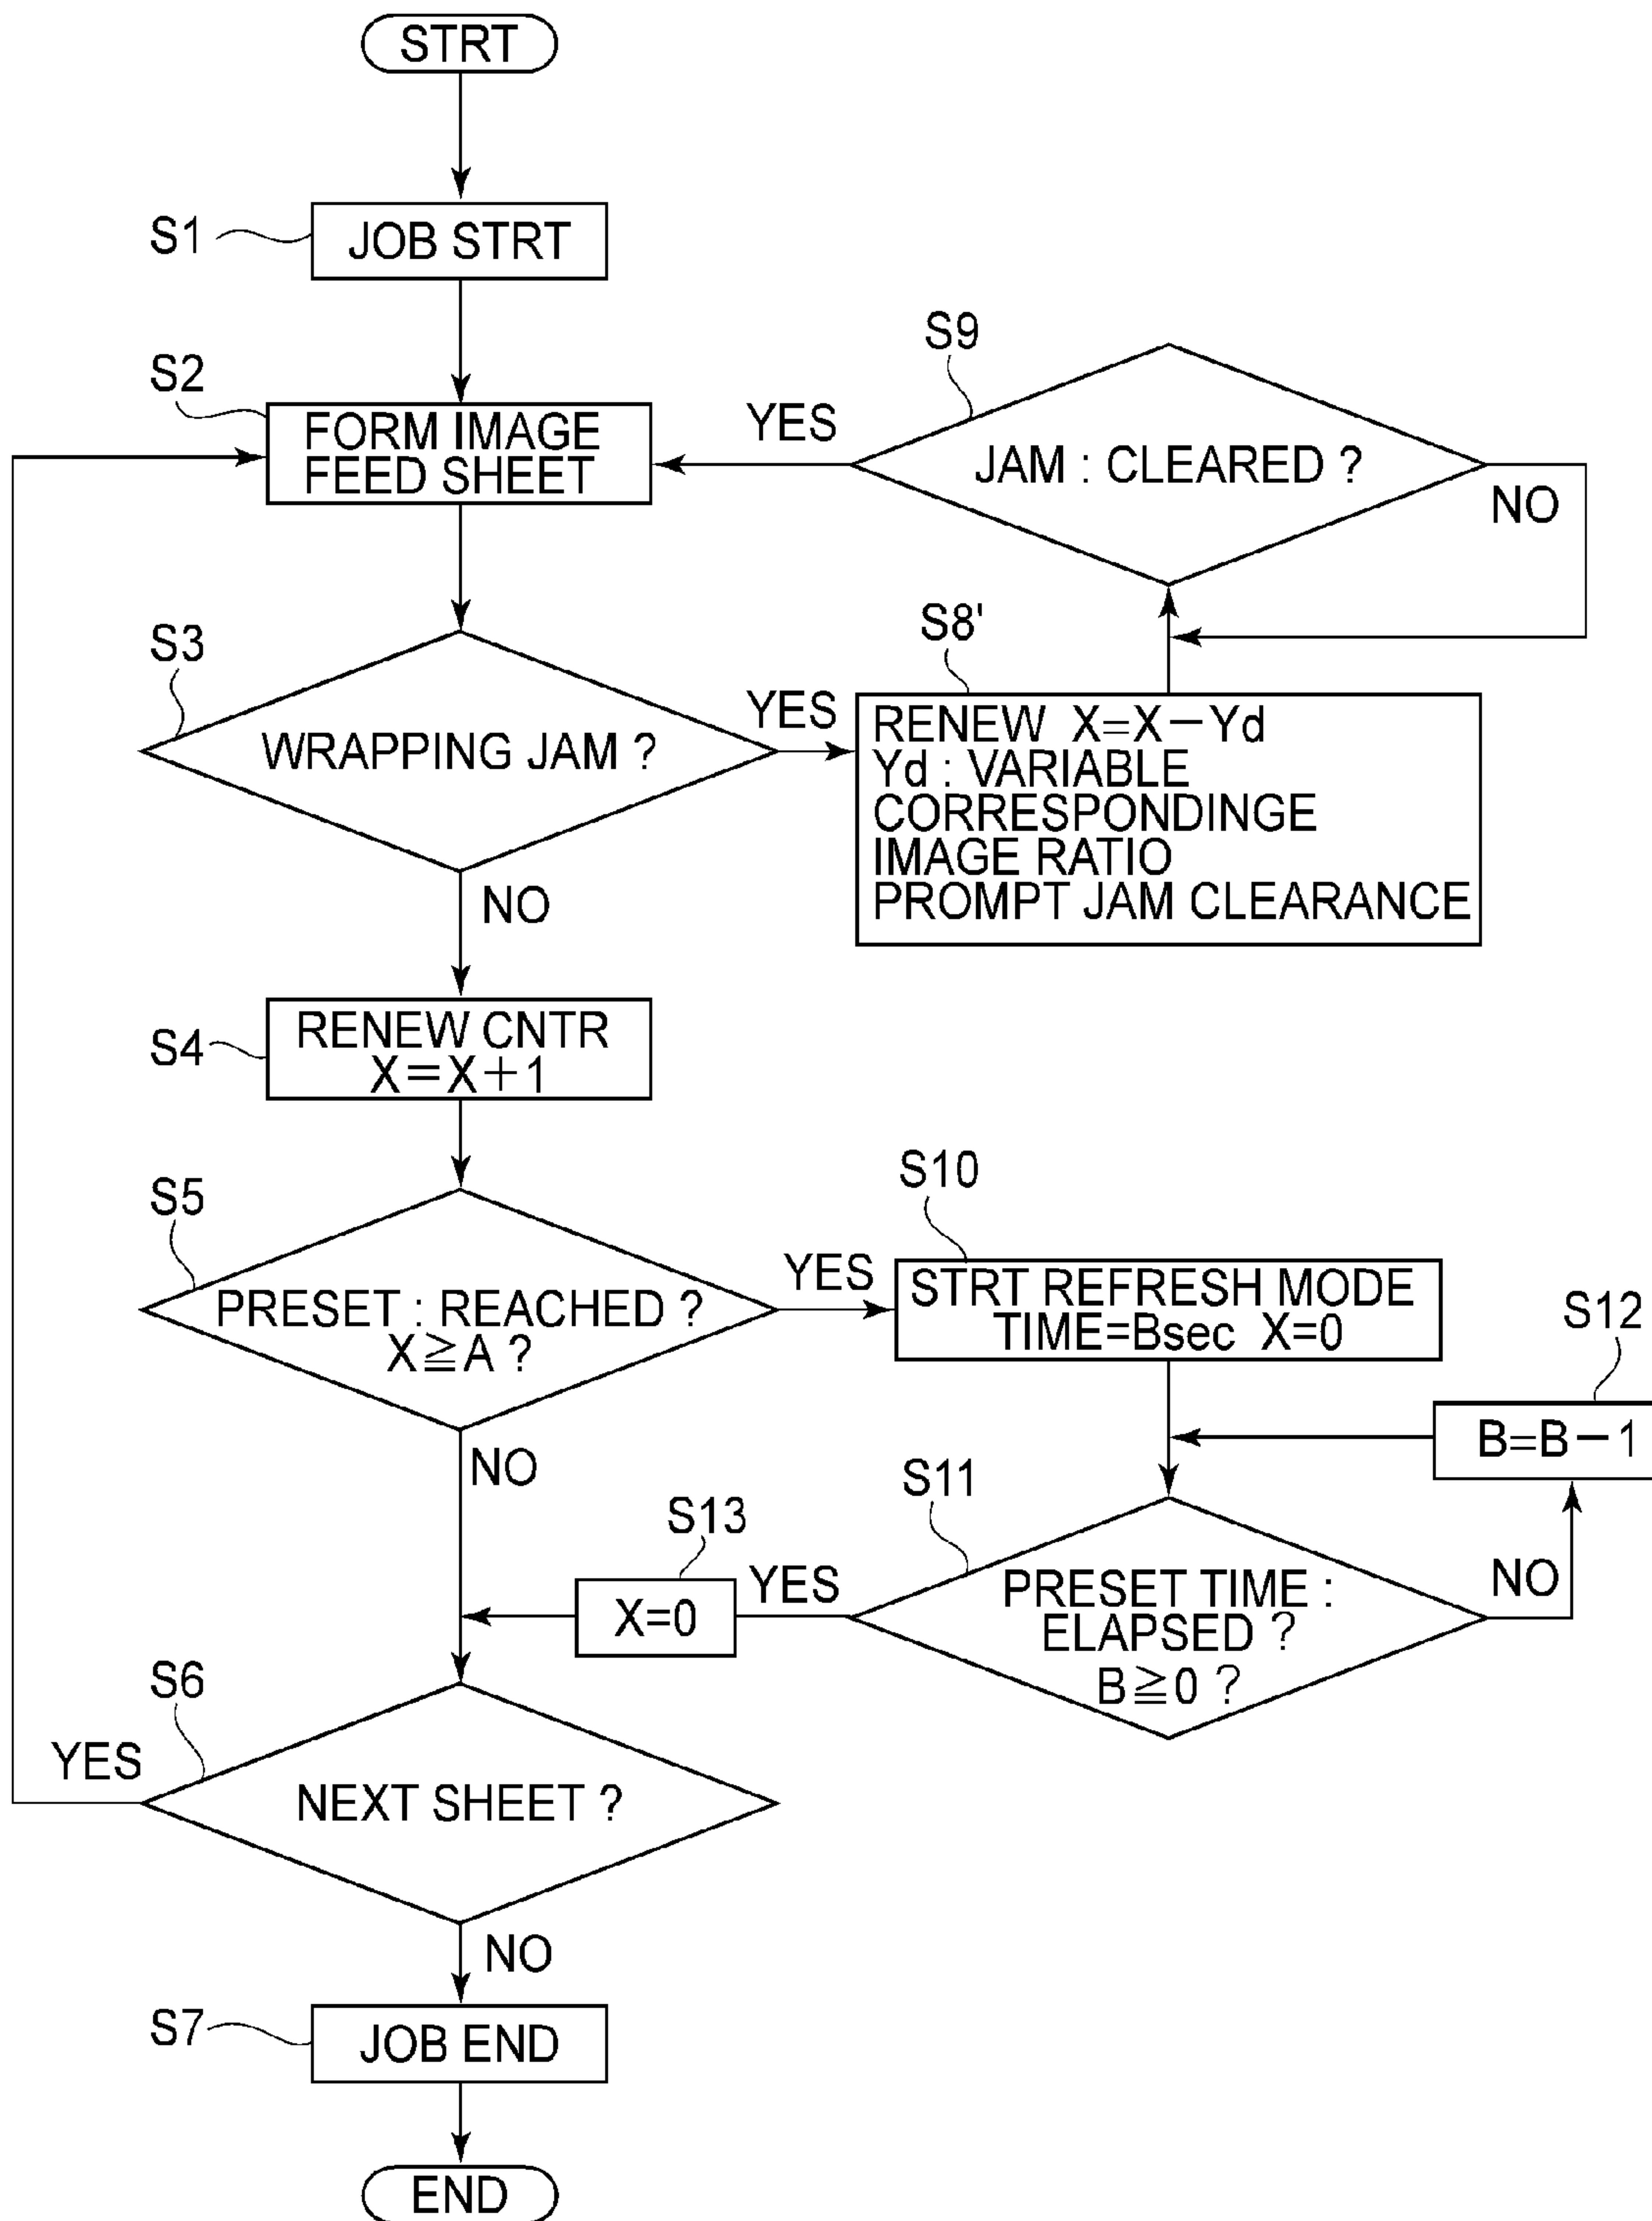 STRT
S1
JOB STRT
S2
FORM IMAGE
FEED SHEET
S9
YES
JAM : CLEARED ?
NO
S3
WRAPPING JAM ?
YES
NO
S8'
RENEW X=X−Yd
Yd : VARIABLE
CORRESPONDINGE
IMAGE RATIO
PROMPT JAM CLEARANCE
S4
RENEW CNTR
X=X+1
S5
PRESET : REACHED ?
X≧A ?
YES
NO
S10
STRT REFRESH MODE
TIME=Bsec X=0
S12
B=B−1
S11
PRESET TIME :
ELAPSED ?
B≧0 ?
NO
YES
S13
X=0
S6
YES
NEXT SHEET ?
NO
S7
JOB END
END